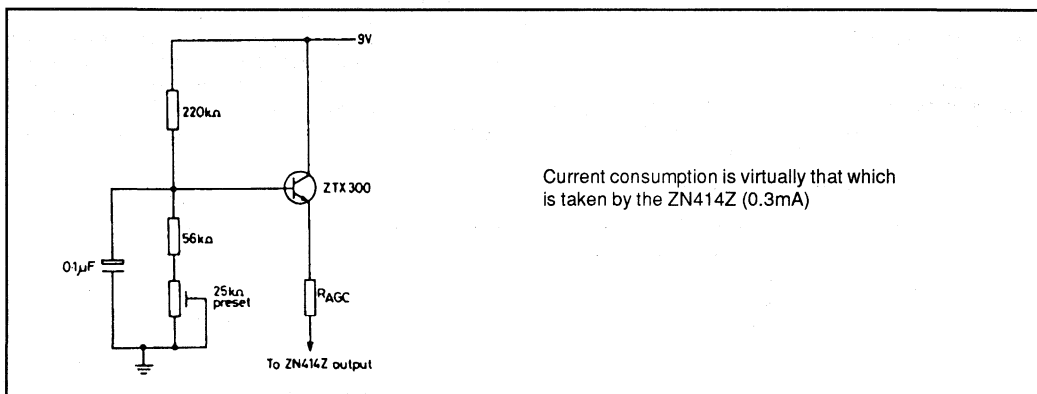 9V
220kΩ
ZTX300
56kΩ
0·1µF
25kΩ
preset
RAGC
To ZN414Z output
Current consumption is virtually that which
is taken by the ZN414Z (0.3mA)